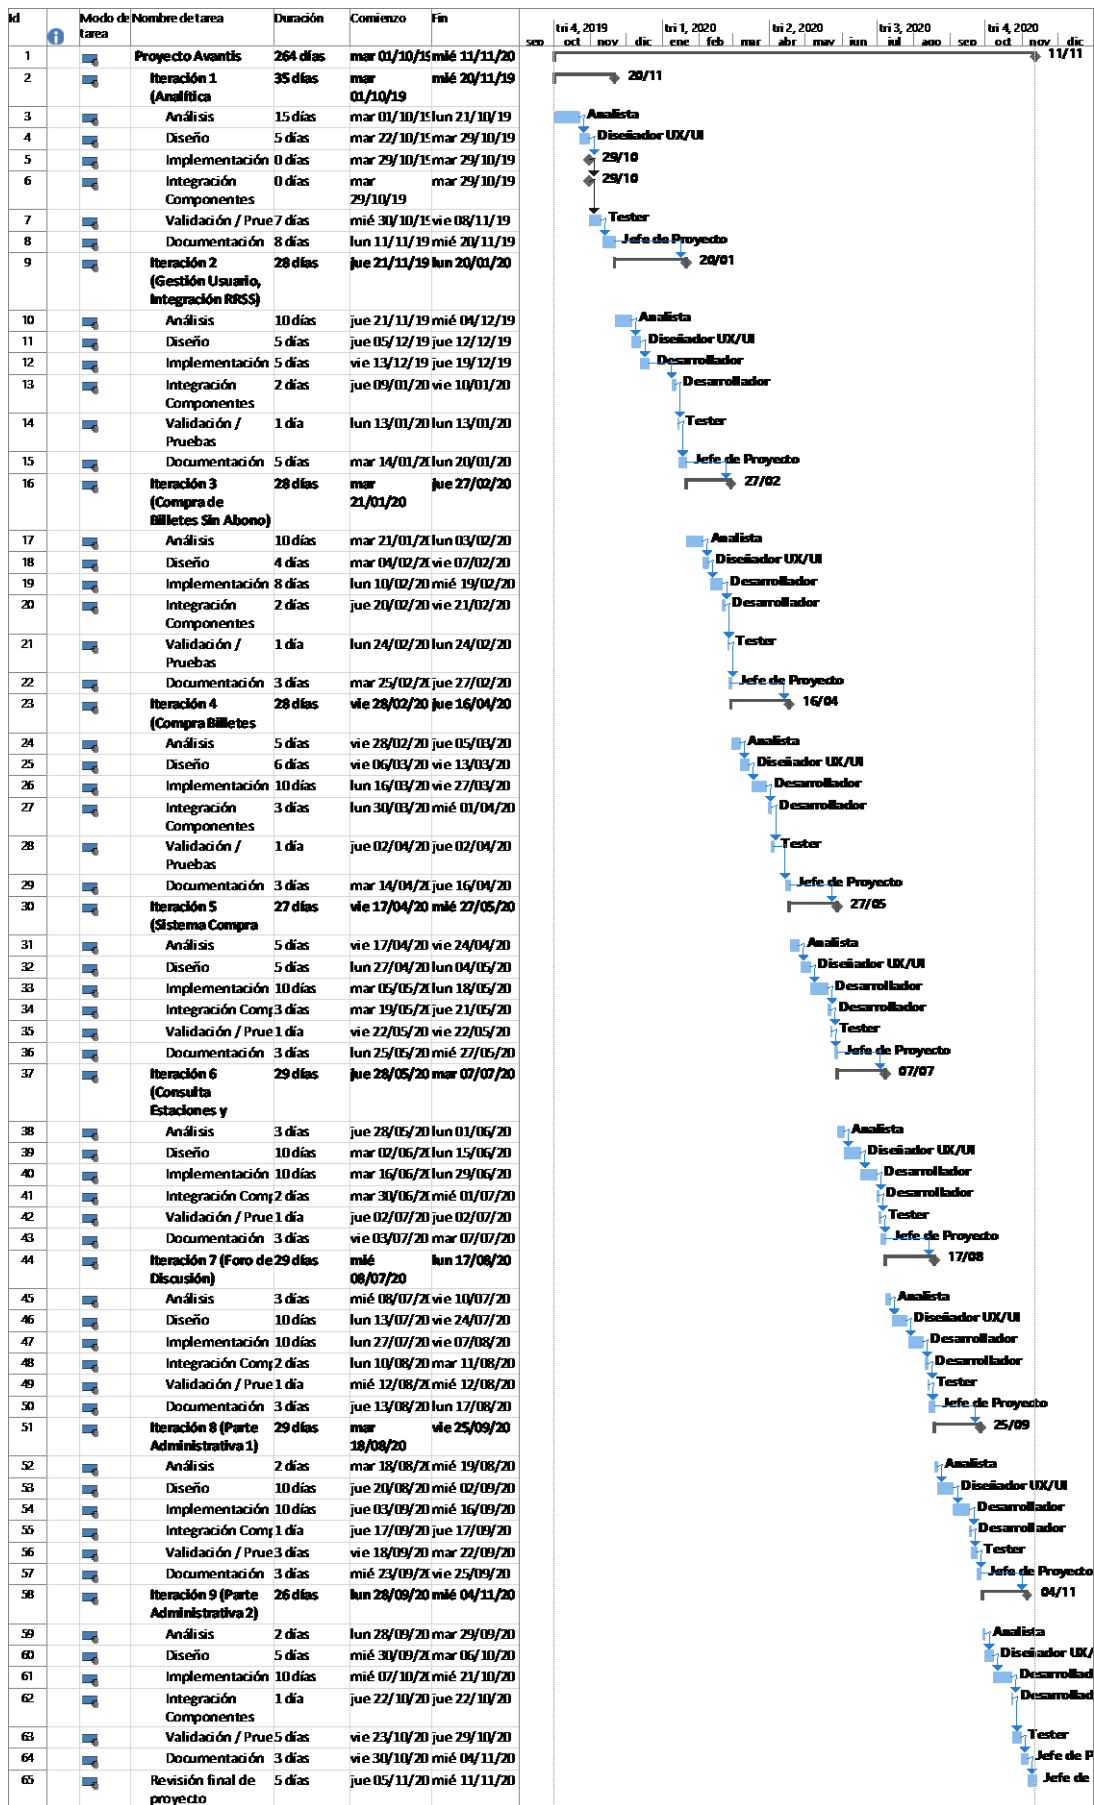 Id Modo de tarea Nombre de tarea Duración Comienzo Fin
tri 4, 2019 tri 1, 2020 tri 2, 2020 tri 3, 2020 tri 4, 2020
sep oct nov dic ene feb mar abr may jun jul ago sep oct nov dic
1 Proyecto Avantis 264 días mar 01/10/19 mié 11/11/20 11/11
2 Iteración 1 (Analítica 35 días mar 01/10/19 mié 20/11/19 20/11
3 Análisis 15 días mar 01/10/19 lun 21/10/19 Analista
4 Diseño 5 días mar 22/10/19 mar 29/10/19 Diseñador UX/UI
5 Implementación 0 días mar 29/10/19 mar 29/10/19 29/10
6 Integración Componentes 0 días mar 29/10/19 mar 29/10/19 29/10
7 Validación / Prue 7 días mié 30/10/19 vie 08/11/19 Tester
8 Documentación 8 días lun 11/11/19 mié 20/11/19 Jefe de Proyecto
9 Iteración 2 (Gestión Usuario, Integración RRSS) 28 días jue 21/11/19 lun 20/01/20 20/01
10 Análisis 10 días jue 21/11/19 mié 04/12/19 Analista
11 Diseño 5 días jue 05/12/19 jue 12/12/19 Diseñador UX/UI
12 Implementación 5 días vie 13/12/19 jue 19/12/19 Desarrollador
13 Integración Componentes 2 días jue 09/01/20 vie 10/01/20 Desarrollador
14 Validación / Pruebas 1 día lun 13/01/20 lun 13/01/20 Tester
15 Documentación 5 días mar 14/01/20 lun 20/01/20 Jefe de Proyecto
16 Iteración 3 (Compra de Billetes Sin Abono) 28 días mar 21/01/20 jue 27/02/20 27/02
17 Análisis 10 días mar 21/01/20 lun 03/02/20 Analista
18 Diseño 4 días mar 04/02/20 vie 07/02/20 Diseñador UX/UI
19 Implementación 8 días lun 10/02/20 mié 19/02/20 Desarrollador
20 Integración Componentes 2 días jue 20/02/20 vie 21/02/20 Desarrollador
21 Validación / Pruebas 1 día lun 24/02/20 lun 24/02/20 Tester
22 Documentación 3 días mar 25/02/20 jue 27/02/20 Jefe de Proyecto
23 Iteración 4 (Compra Billetes 28 días vie 28/02/20 jue 16/04/20 16/04
24 Análisis 5 días vie 28/02/20 jue 05/03/20 Analista
25 Diseño 6 días vie 06/03/20 vie 13/03/20 Diseñador UX/UI
26 Implementación 10 días lun 16/03/20 vie 27/03/20 Desarrollador
27 Integración Componentes 3 días lun 30/03/20 mié 01/04/20 Desarrollador
28 Validación / Pruebas 1 día jue 02/04/20 jue 02/04/20 Tester
29 Documentación 3 días mar 14/04/20 jue 16/04/20 Jefe de Proyecto
30 Iteración 5 (Sistema Compra 27 días vie 17/04/20 mié 27/05/20 27/05
31 Análisis 5 días vie 17/04/20 vie 24/04/20 Analista
32 Diseño 5 días lun 27/04/20 lun 04/05/20 Diseñador UX/UI
33 Implementación 10 días mar 05/05/20 lun 18/05/20 Desarrollador
34 Integración Comp 3 días mar 19/05/20 jue 21/05/20 Desarrollador
35 Validación / Prue 1 día vie 22/05/20 vie 22/05/20 Tester
36 Documentación 3 días lun 25/05/20 mié 27/05/20 Jefe de Proyecto
37 Iteración 6 (Consulta Estaciones y 29 días jue 28/05/20 mar 07/07/20 07/07
38 Análisis 3 días jue 28/05/20 lun 01/06/20 Analista
39 Diseño 10 días mar 02/06/20 lun 15/06/20 Diseñador UX/UI
40 Implementación 10 días mar 16/06/20 lun 29/06/20 Desarrollador
41 Integración Comp 2 días mar 30/06/20 mié 01/07/20 Desarrollador
42 Validación / Prue 1 día jue 02/07/20 jue 02/07/20 Tester
43 Documentación 3 días vie 03/07/20 mar 07/07/20 Jefe de Proyecto
44 Iteración 7 (Foro de Discusión) 29 días mié 08/07/20 lun 17/08/20 17/08
45 Análisis 3 días mié 08/07/20 vie 10/07/20 Analista
46 Diseño 10 días lun 13/07/20 vie 24/07/20 Diseñador UX/UI
47 Implementación 10 días lun 27/07/20 vie 07/08/20 Desarrollador
48 Integración Comp 2 días lun 10/08/20 mar 11/08/20 Desarrollador
49 Validación / Prue 1 día mié 12/08/20 mié 12/08/20 Tester
50 Documentación 3 días jue 13/08/20 lun 17/08/20 Jefe de Proyecto
51 Iteración 8 (Parte Administrativa 1) 29 días mar 18/08/20 vie 25/09/20 25/09
52 Análisis 2 días mar 18/08/20 mié 19/08/20 Analista
53 Diseño 10 días jue 20/08/20 mié 02/09/20 Diseñador UX/UI
54 Implementación 10 días jue 03/09/20 mié 16/09/20 Desarrollador
55 Integración Comp 1 día jue 17/09/20 jue 17/09/20 Desarrollador
56 Validación / Prue 3 días vie 18/09/20 mar 22/09/20 Tester
57 Documentación 3 días mié 23/09/20 vie 25/09/20 Jefe de Proyecto
58 Iteración 9 (Parte Administrativa 2) 26 días lun 28/09/20 mié 04/11/20 04/11
59 Análisis 2 días lun 28/09/20 mar 29/09/20 Analista
60 Diseño 5 días mié 30/09/20 mar 06/10/20 Diseñador UX/
61 Implementación 10 días mié 07/10/20 mié 21/10/20 Desarrollad
62 Integración Componentes 1 día jue 22/10/20 jue 22/10/20 Desarrollad
63 Validación / Prue 5 días vie 23/10/20 jue 29/10/20 Tester
64 Documentación 3 días vie 30/10/20 mié 04/11/20 Jefe de P
65 Revisión final de proyecto 5 días jue 05/11/20 mié 11/11/20 Jefe de